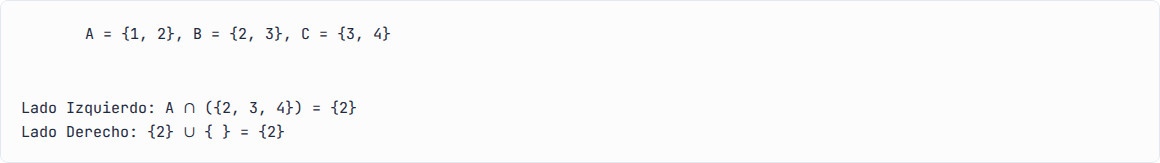 A = {1, 2}, B = {2, 3}, C = {3, 4}
Lado Izquierdo: A ∩ ({2, 3, 4}) = {2}
Lado Derecho: {2} ∪ { } = {2}